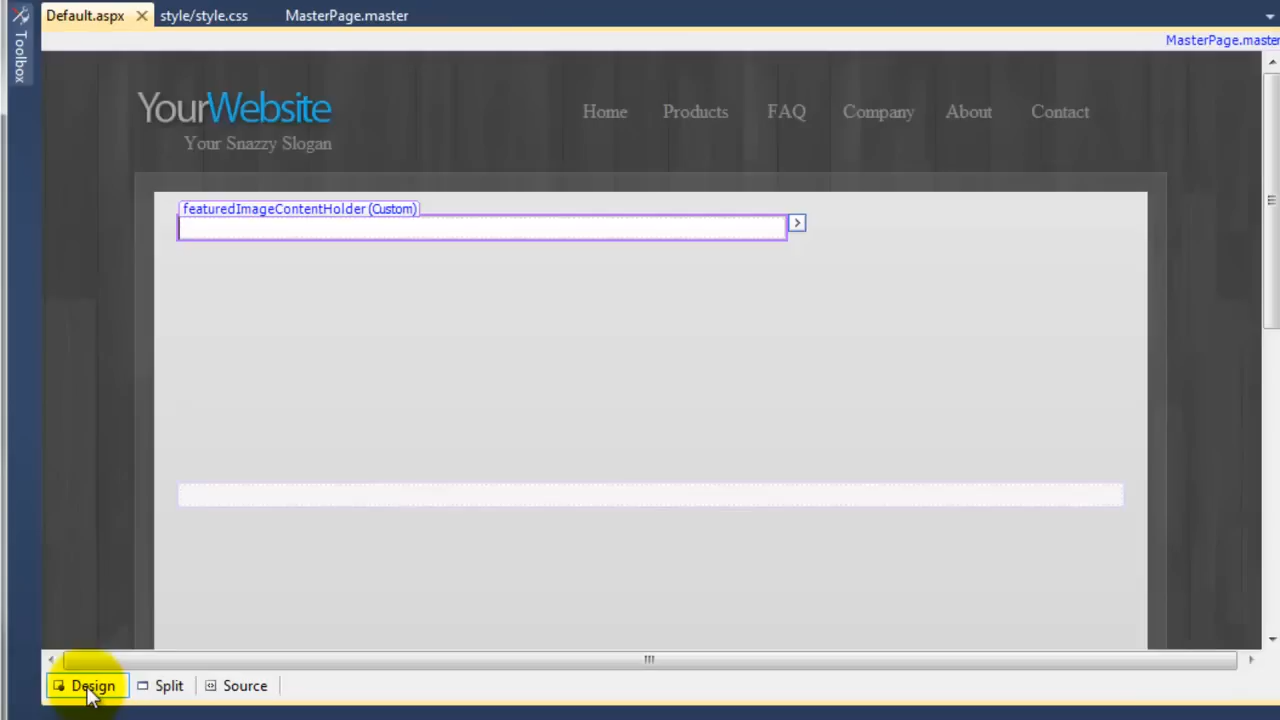 Default.aspx style/style.css MasterPage.master
MasterPage.master
Toolbox
YourWebsite
Your Snazzy Slogan
Home Products FAQ Company About Contact
featuredImageContentHolder (Custom)
Design Split Source